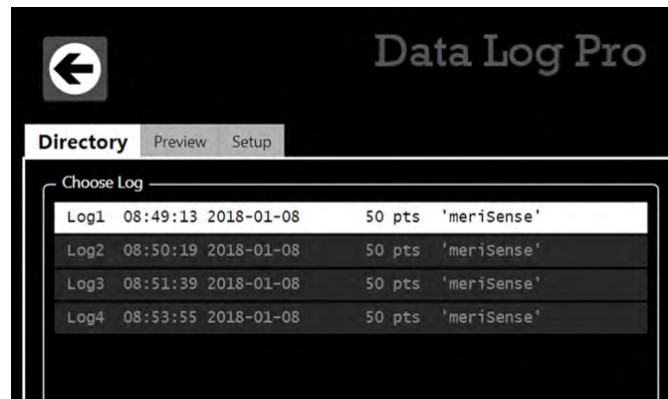 Data Log Pro
Directory Preview Setup
Choose Log
Log1 08:49:13 2018-01-08 50 pts 'meriSense'
Log2 08:50:19 2018-01-08 50 pts 'meriSense'
Log3 08:51:39 2018-01-08 50 pts 'meriSense'
Log4 08:53:55 2018-01-08 50 pts 'meriSense'